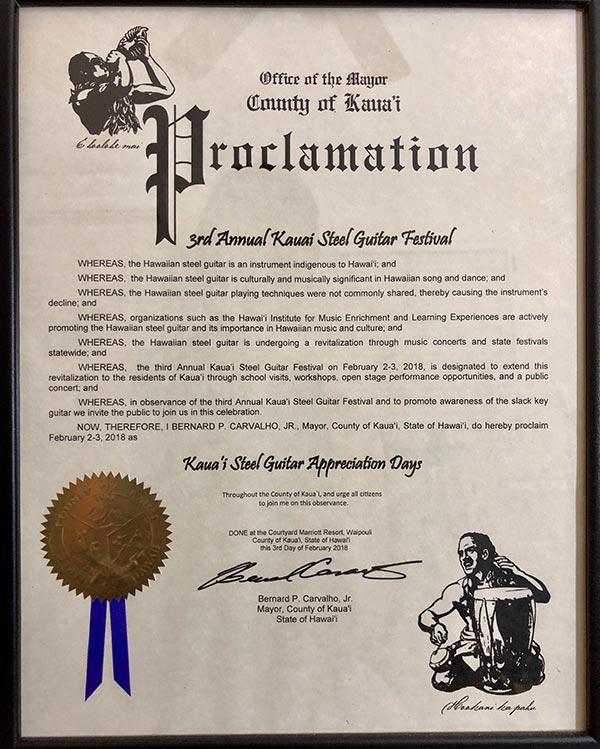 Office of the Mayor
County of Kaua'i
E hoolohe mai
Proclamation
3rd Annual Kauai Steel Guitar Festival
WHEREAS, the Hawaiian steel guitar is an instrument indigenous to Hawai'i; and
WHEREAS, the Hawaiian steel guitar is culturally and musically significant in Hawaiian song and dance; and
WHEREAS, the Hawaiian steel guitar playing techniques were not commonly shared, thereby causing the instrument's
decline; and
WHEREAS, organizations such as the Hawai'i Institute for Music Enrichment and Learning Experiences are actively
promoting the Hawaiian steel guitar and its importance in Hawaiian music and culture; and
WHEREAS, the Hawaiian steel guitar is undergoing a revitalization through music concerts and state festivals
statewide; and
WHEREAS, the third Annual Kaua'i Steel Guitar Festival on February 2-3, 2018, is designated to extend this
revitalization to the residents of Kaua'i through school visits, workshops, open stage performance opportunities, and a public
concert; and
WHEREAS, in observance of the third Annual Kaua'i Steel Guitar Festival and to promote awareness of the slack key
guitar we invite the public to join us in this celebration.
NOW, THEREFORE, I BERNARD P. CARVALHO, JR., Mayor, County of Kaua'i, State of Hawai'i, do hereby proclaim
February 2-3, 2018 as
Kaua'i Steel Guitar Appreciation Days
Throughout the County of Kaua'i, and urge all citizens
to join me on this observance.
DONE at the Courtyard Marriott Resort, Waipouli
County of Kaua'i, State of Hawai'i
this 3rd Day of February 2018
Bernard P. Carvalho, Jr.
Mayor, County of Kaua'i
State of Hawai'i
Hookani ka pahu